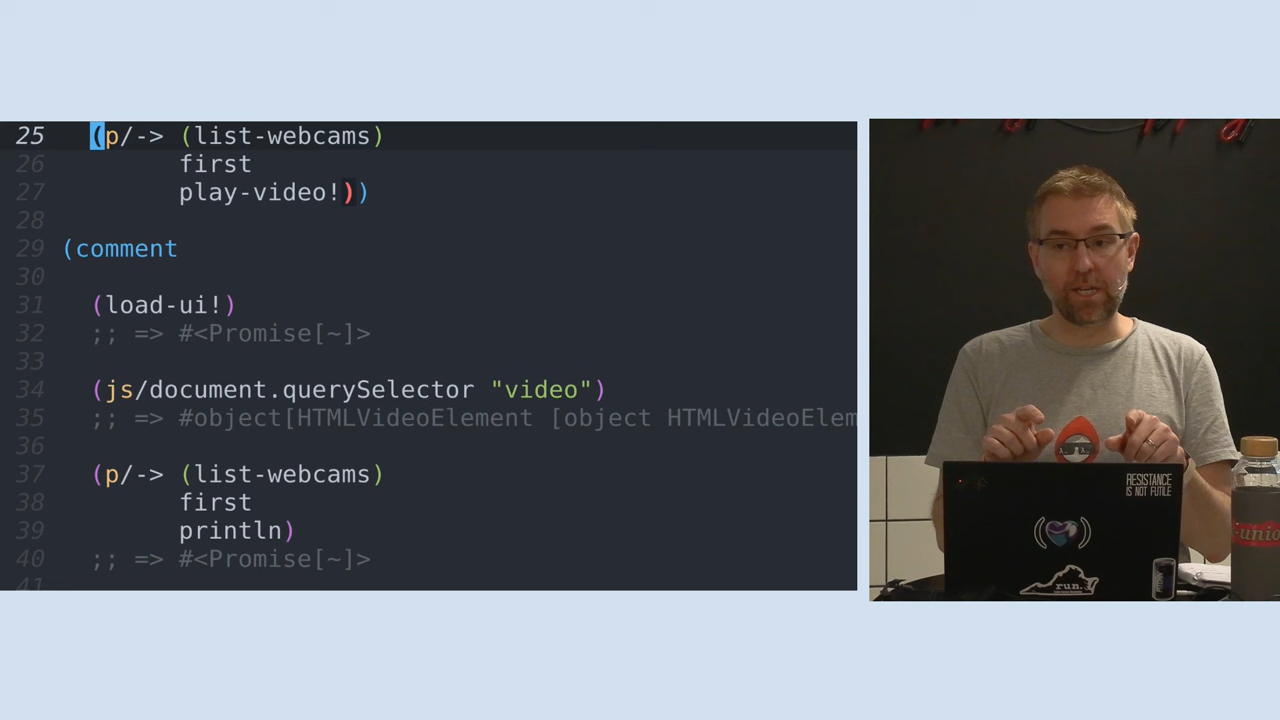 25 (p/-> (list-webcams)
26 first
27 play-video!))
28
29 (comment
30
31 (load-ui!)
32 ;; => #<Promise[~]>
33
34 (js/document.querySelector "video")
35 ;; => #object[HTMLVideoElement [object HTMLVideoElem
36
37 (p/-> (list-webcams)
38 first
39 println)
40 ;; => #<Promise[~]>
41
RESISTANCE
IS NOT FUTILE
run.